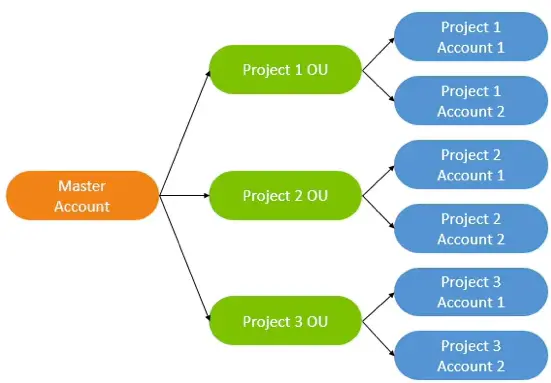 Master
Account
Project 1 OU
Project 2 OU
Project 3 OU
Project 1
Account 1
Project 1
Account 2
Project 2
Account 1
Project 2
Account 2
Project 3
Account 1
Project 3
Account 2